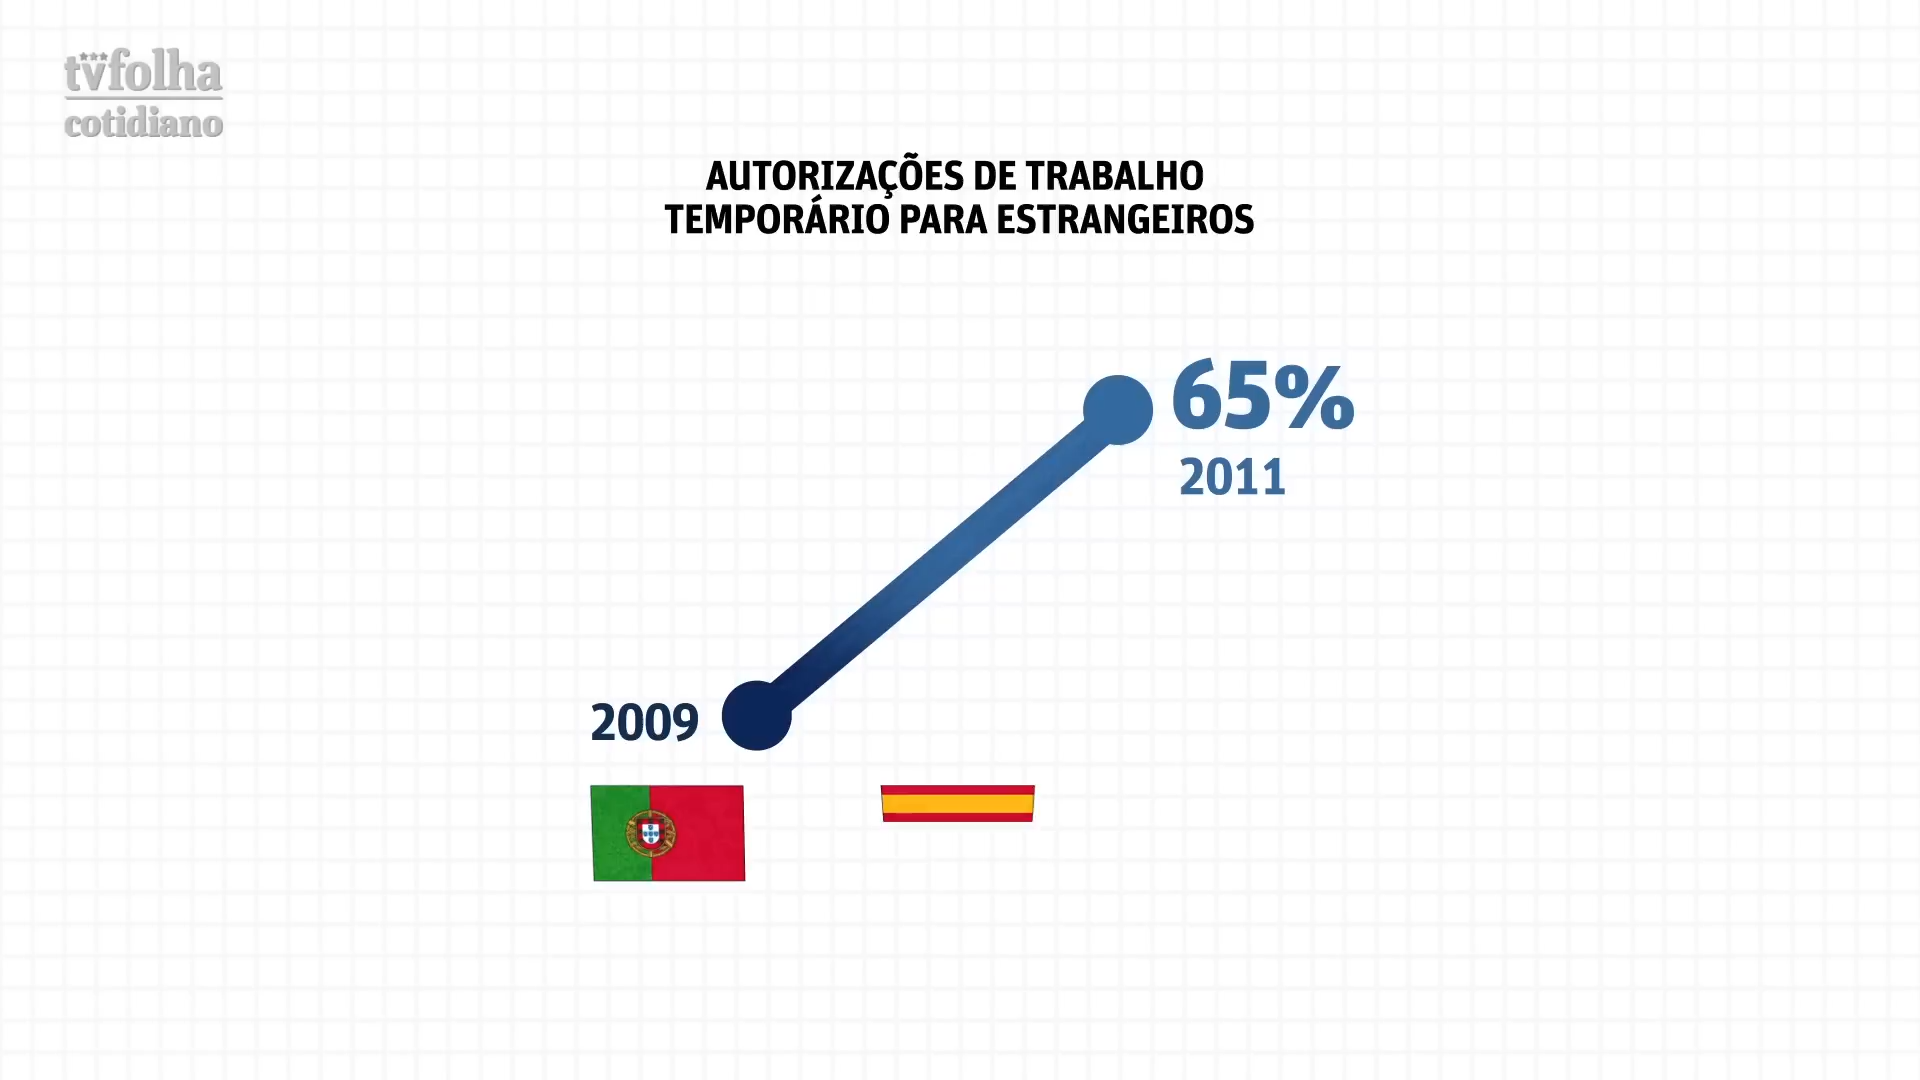 tvfolha
cotidiano
AUTORIZAÇÕES DE TRABALHO
TEMPORÁRIO PARA ESTRANGEIROS
65%
2011
2009